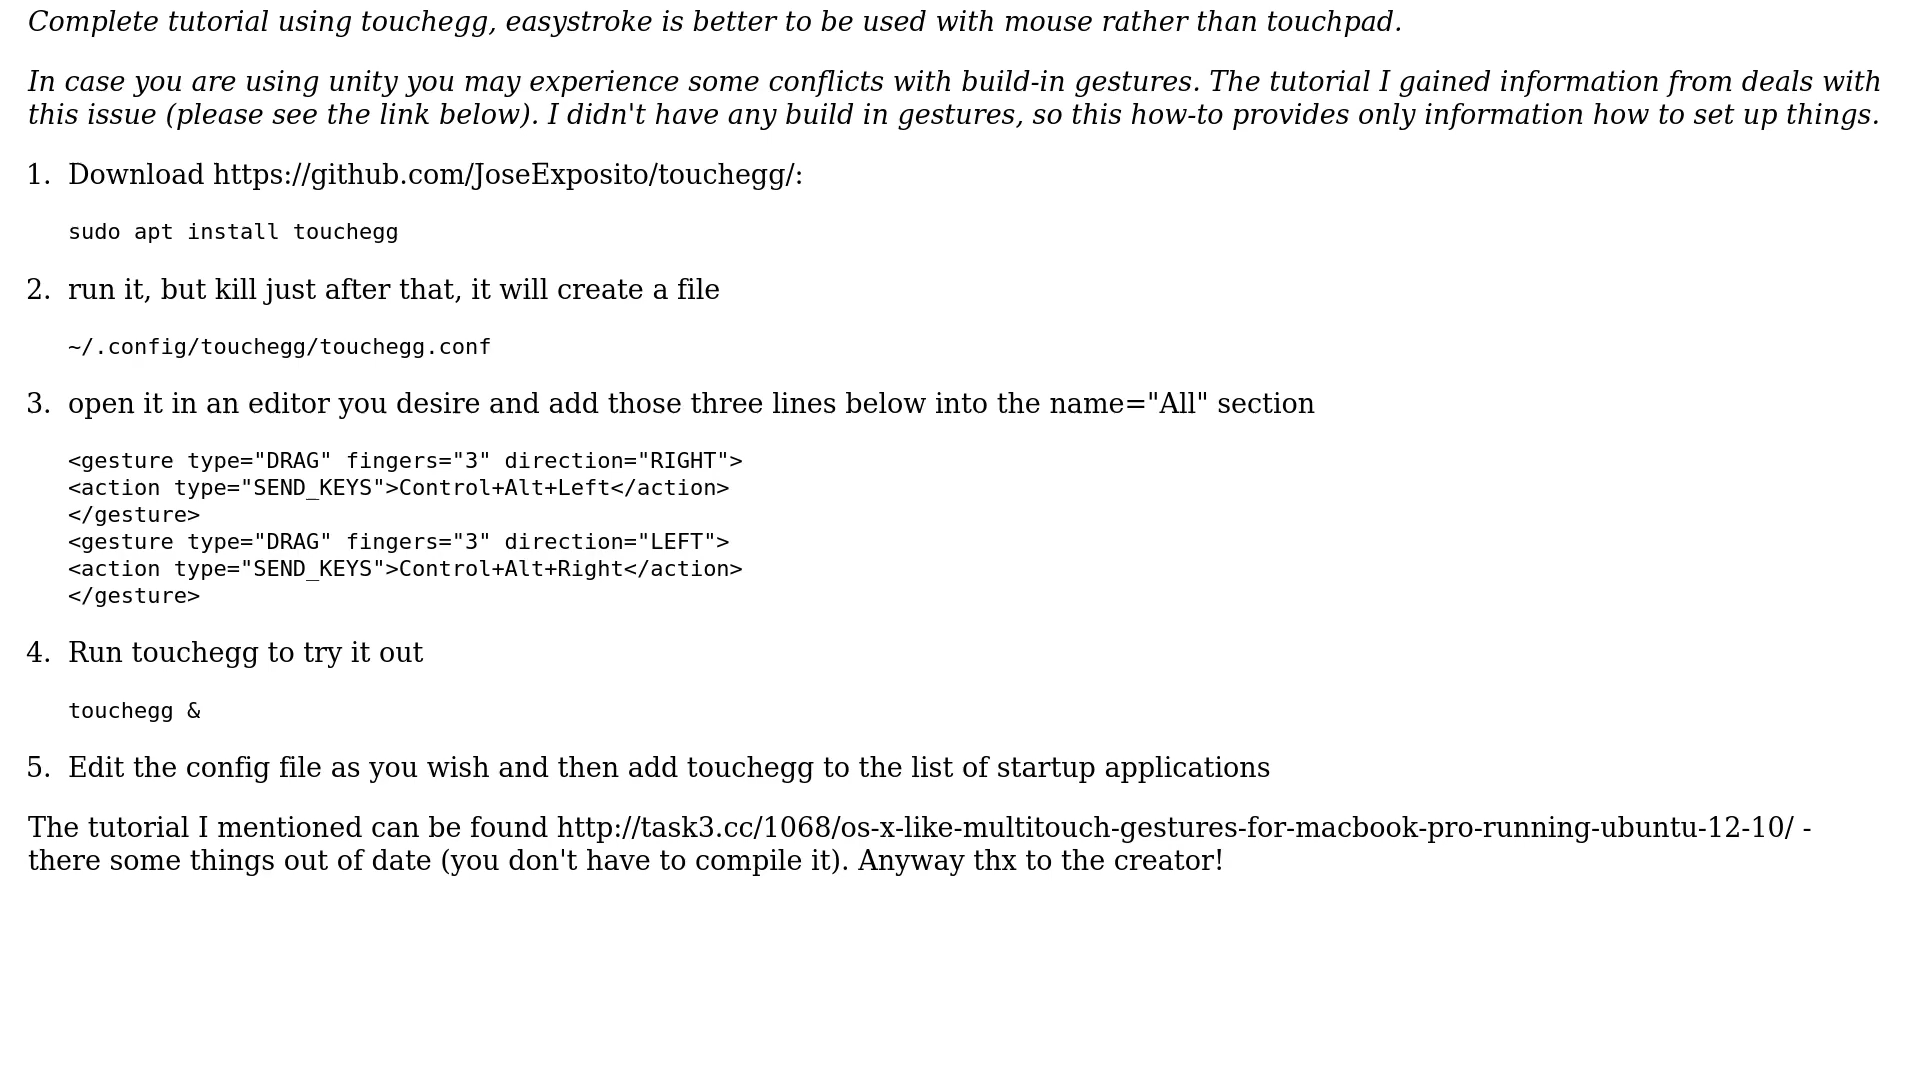 Complete tutorial using touchegg, easystroke is better to be used with mouse rather than touchpad.
In case you are using unity you may experience some conflicts with build-in gestures. The tutorial I gained information from deals with
this issue (please see the link below). I didn't have any build in gestures, so this how-to provides only information how to set up things.
1. Download https://github.com/JoseExposito/touchegg/:
sudo apt install touchegg
2. run it, but kill just after that, it will create a file
~/.config/touchegg/touchegg.conf
3. open it in an editor you desire and add those three lines below into the name="All" section
<gesture type="DRAG" fingers="3" direction="RIGHT">
<action type="SEND_KEYS">Control+Alt+Left</action>
</gesture>
<gesture type="DRAG" fingers="3" direction="LEFT">
<action type="SEND_KEYS">Control+Alt+Right</action>
</gesture>
4. Run touchegg to try it out
touchegg &
5. Edit the config file as you wish and then add touchegg to the list of startup applications
The tutorial I mentioned can be found http://task3.cc/1068/os-x-like-multitouch-gestures-for-macbook-pro-running-ubuntu-12-10/ -
there some things out of date (you don't have to compile it). Anyway thx to the creator!